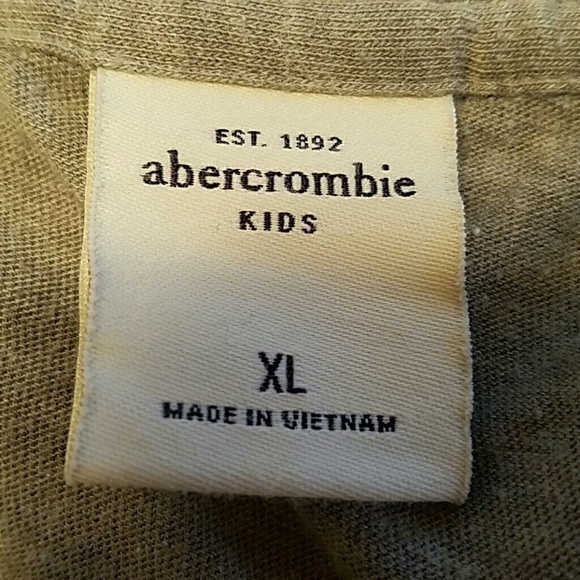 EST. 1892
abercrombie
KIDS
XL
MADE IN VIETNAM